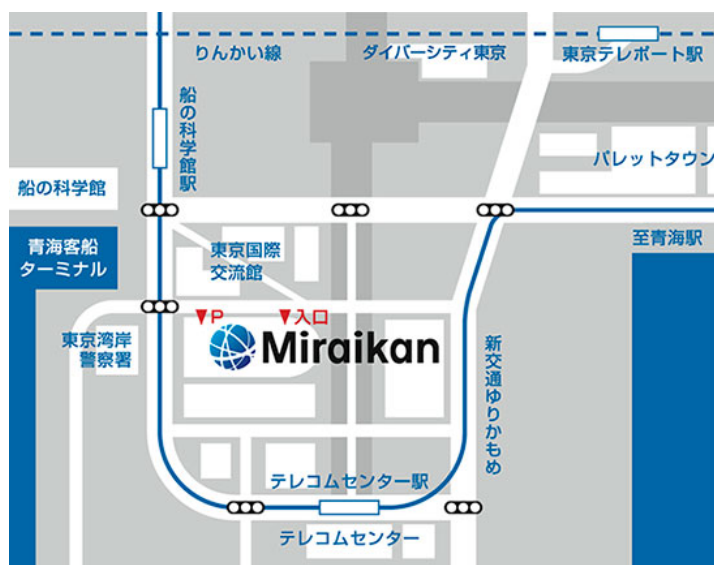 りんかい線
ダイバーシティ東京
東京テレポート駅
船の科学館駅
パレットタウン
船の科学館
青海客船
ターミナル
東京国際
交流館
至青海駅
▼P
▼入口
東京湾岸
警察署
Miraikan
新交通ゆりかもめ
テレコムセンター駅
テレコムセンター